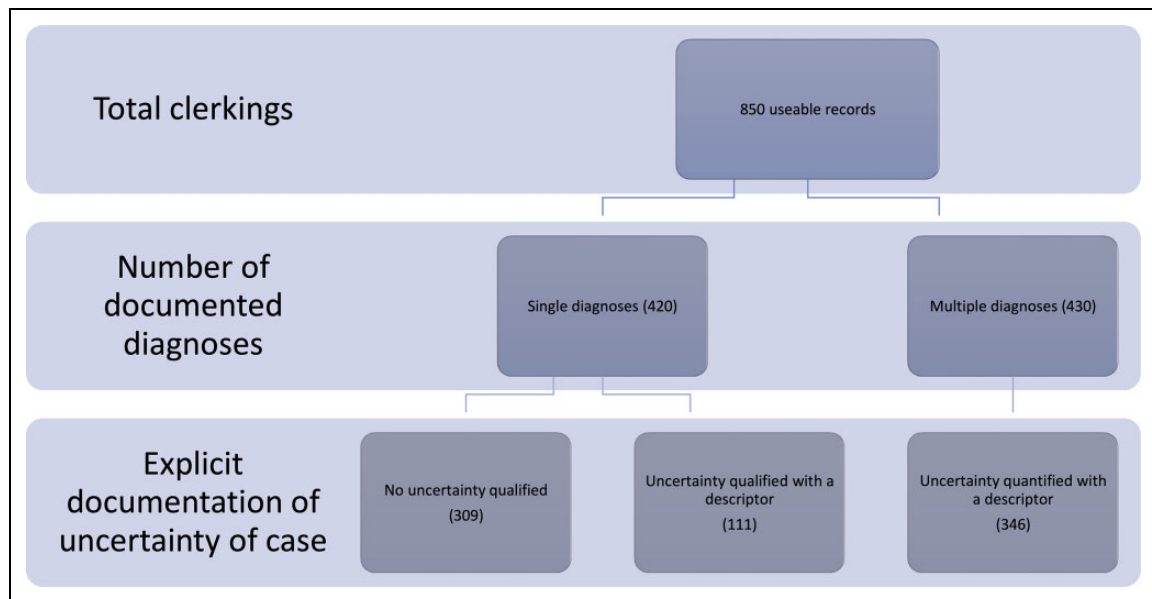 Total clerkings
850 useable records
Number of
documented
diagnoses
Single diagnoses (420)
Multiple diagnoses (430)
Explicit
documentation of
uncertainty of case
No uncertainty qualified
(309)
Uncertainty qualified with a
descriptor
(111)
Uncertainty quantified with
a descriptor
(346)